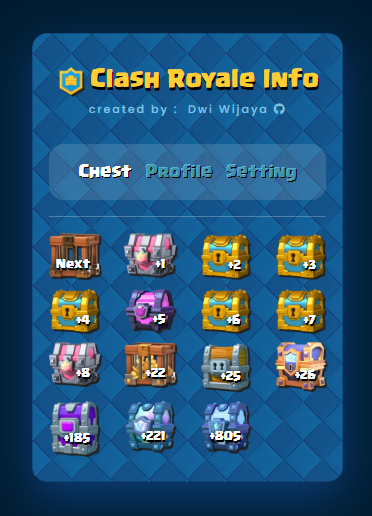 Clash Royale Info
created by : Dwi Wijaya
Chest Profile Setting
Next +1 +2 +3
+4 +5 +6 +7
+8 +22 +25 +26
+185 +221 +805